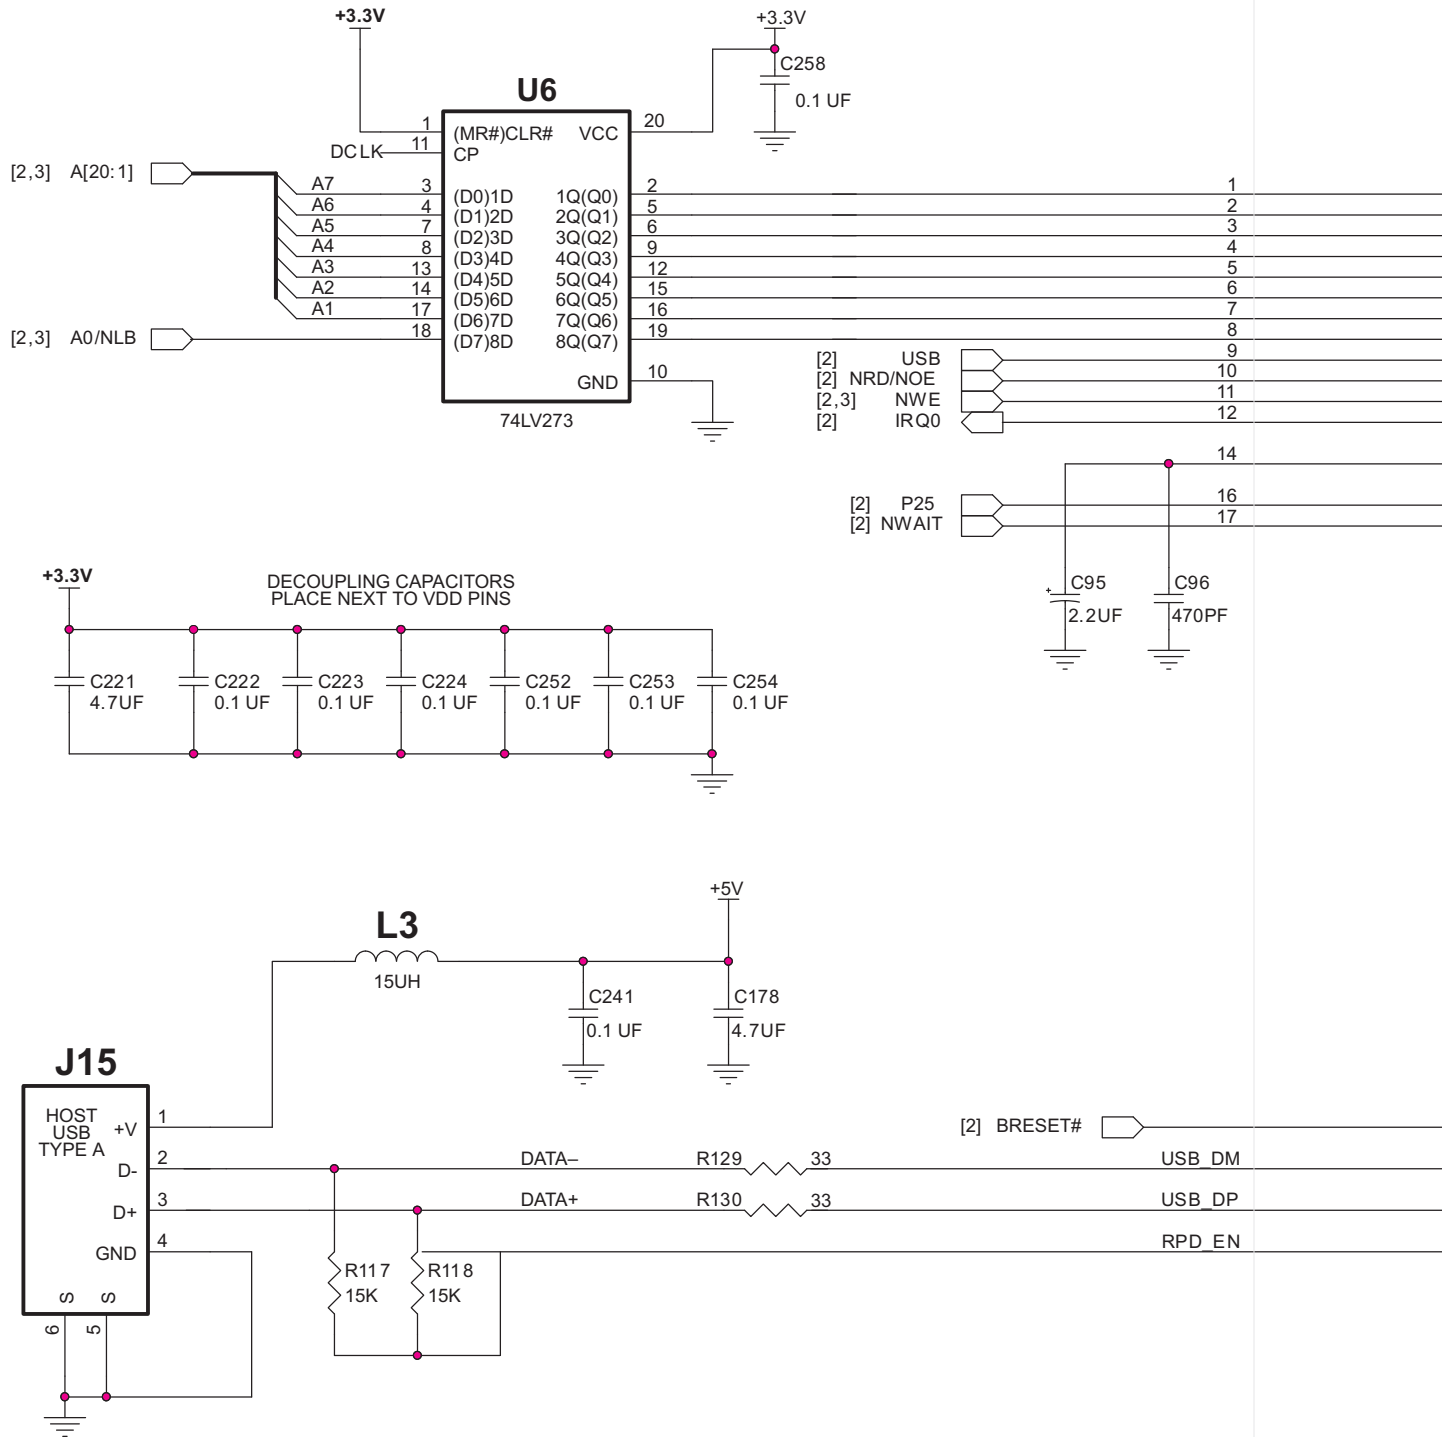 +3.3V
+3.3V
C258
0.1 UF
U6
1 (MR#)CLR# VCC 20
DCLK 11 CP
[2,3] A[20:1]
A7 3 (D0)1D 1Q(Q0) 2 1
A6 4 (D1)2D 2Q(Q1) 5 2
A5 7 (D2)3D 3Q(Q2) 6 3
A4 8 (D3)4D 4Q(Q3) 9 4
A3 13 (D4)5D 5Q(Q4) 12 5
A2 14 (D5)6D 6Q(Q5) 15 6
A1 17 (D6)7D 7Q(Q6) 16 7
[2,3] A0/NLB 18 (D7)8D 8Q(Q7) 19 8
GND 10
74LV273
[2] USB 9
[2] NRD/NOE 10
[2,3] NWE 11
[2] IRQ0 12
14
[2] P25 16
[2] NWAIT 17
+ C95
2.2UF
C96
470PF
+3.3V
DECOUPLING CAPACITORS
PLACE NEXT TO VDD PINS
C221 C222 C223 C224 C252 C253 C254
4.7UF 0.1 UF 0.1 UF 0.1 UF 0.1 UF 0.1 UF 0.1 UF
+5V
L3
15UH
C241
0.1 UF
C178
4.7UF
J15
HOST
USB
TYPE A
+V 1
D- 2
D+ 3
GND 4
S S
6 5
[2] BRESET#
DATA– R129 33 USB_DM
DATA+ R130 33 USB_DP
RPD_EN
R117
15K
R118
15K